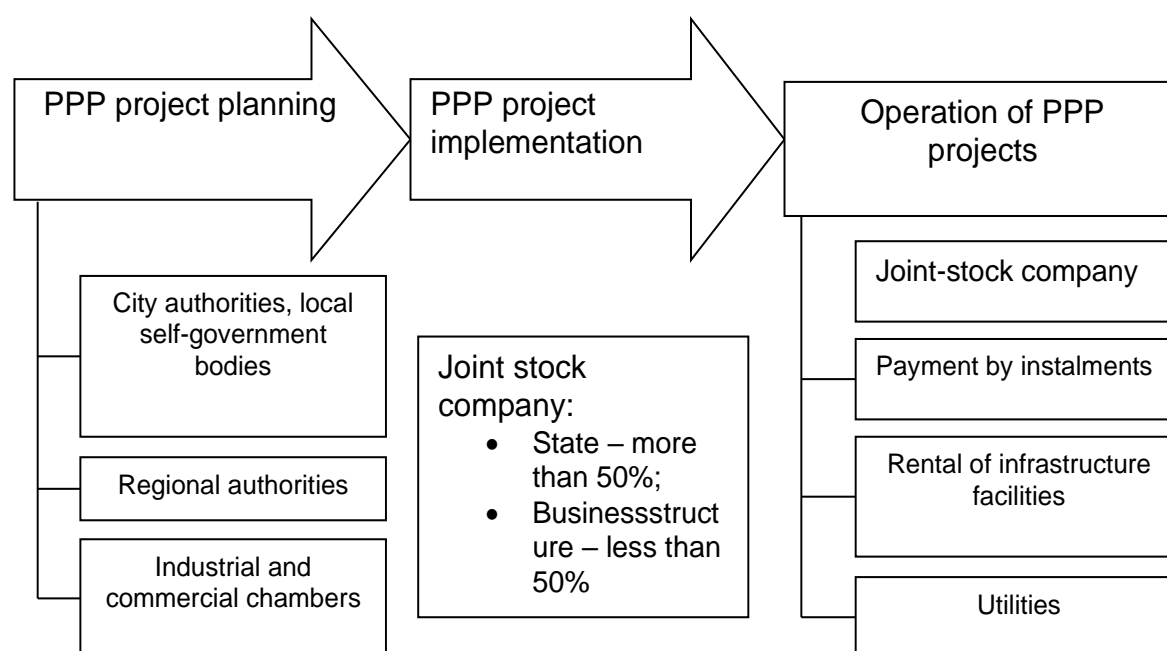 PPP project planning
PPP project
implementation
Operation of PPP
projects
City authorities, local
self-government
bodies
Regional authorities
Industrial and
commercial chambers
Joint stock
company:
• State – more
than 50%;
• Businessstruct
ure – less than
50%
Joint-stock company
Payment by instalments
Rental of infrastructure
facilities
Utilities